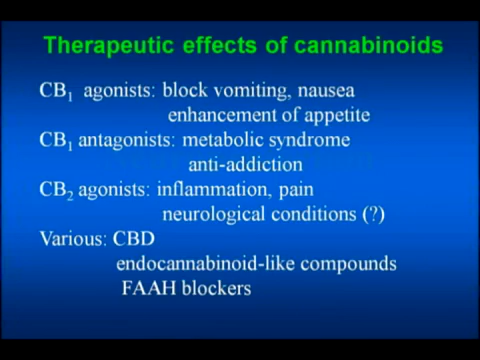 Therapeutic effects of cannabinoids
CB₁ agonists: block vomiting, nausea
enhancement of appetite
CB₁ antagonists: metabolic syndrome
anti-addiction
CB₂ agonists: inflammation, pain
neurological conditions (?)
Various: CBD
endocannabinoid-like compounds
FAAH blockers